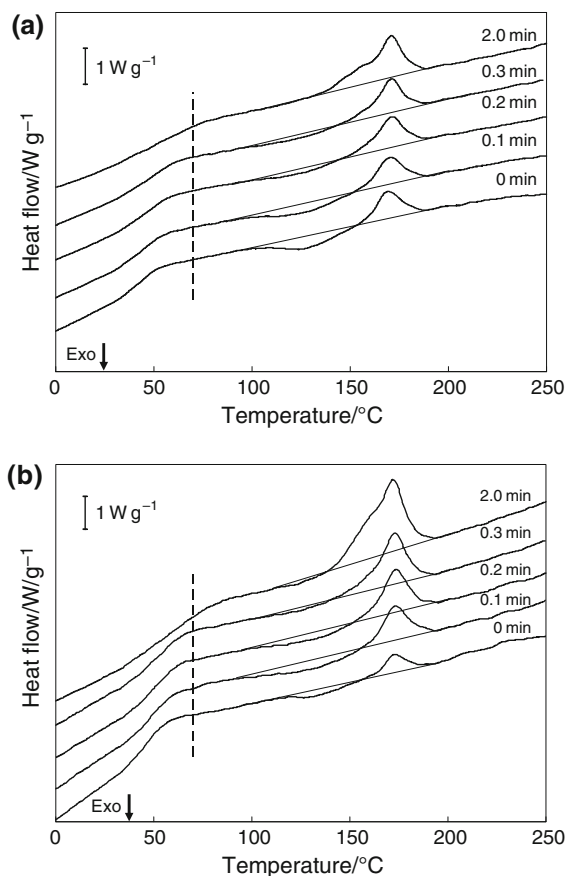 (a)
1 W g⁻¹
2.0 min
0.3 min
0.2 min
0.1 min
0 min
Heat flow/W g⁻¹
Exo
0 50 100 150 200 250
Temperature/°C
(b)
1 W g⁻¹
2.0 min
0.3 min
0.2 min
0.1 min
0 min
Heat flow/W/g⁻¹
Exo
0 50 100 150 200 250
Temperature/°C